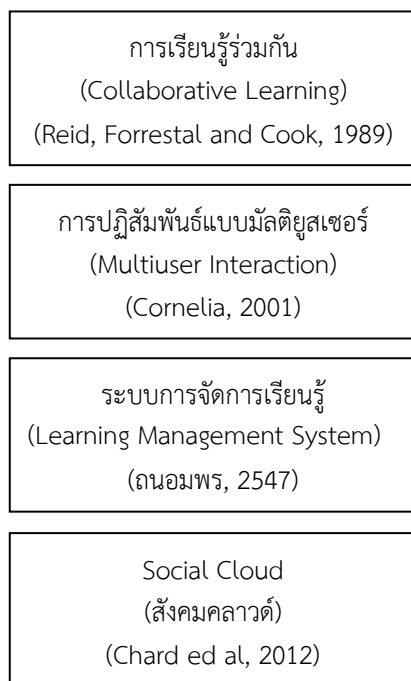 การเรียนรู้ร่วมกัน
(Collaborative Learning)
(Reid, Forrestal and Cook, 1989)
การปฏิสัมพันธ์แบบมัลติยูสเซอร์
(Multiuser Interaction)
(Cornelia, 2001)
ระบบการจัดการเรียนรู้
(Learning Management System)
(ถนอมพร, 2547)
Social Cloud
(สังคมคลาวด์)
(Chard ed al, 2012)